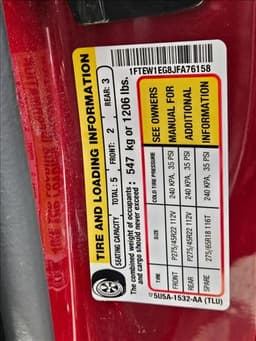 1FTEW1EG8JFA76158
TIRE AND LOADING INFORMATION
SEATING CAPACITY TOTAL: 5 FRONT: 2 REAR: 3
The combined weight of occupants and cargo should never exceed: 547 kg or 1206 lbs.
COLD TIRE PRESSURE
FRONT P275/45R22 112V 240 KPA, 35 PSI
REAR P275/45R22 112V 240 KPA, 35 PSI
SPARE 275/65R18 116T 240 KPA, 35 PSI
SEE OWNERS
MANUAL FOR
ADDITIONAL
INFORMATION
5U5A-1532-AA (TLU)